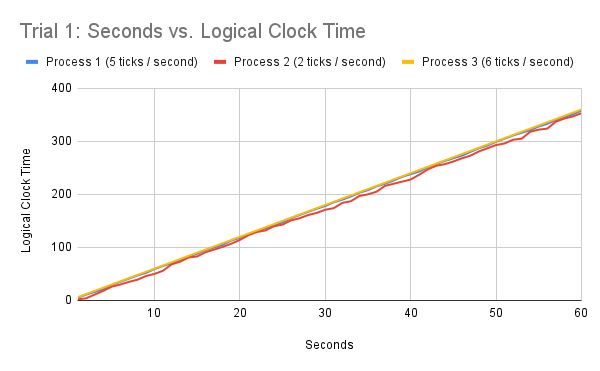 Trial 1: Seconds vs. Logical Clock Time
Process 1 (5 ticks / second) Process 2 (2 ticks / second) Process 3 (6 ticks / second)
400
300
200
100
0
Logical Clock Time
10 20 30 40 50 60
Seconds